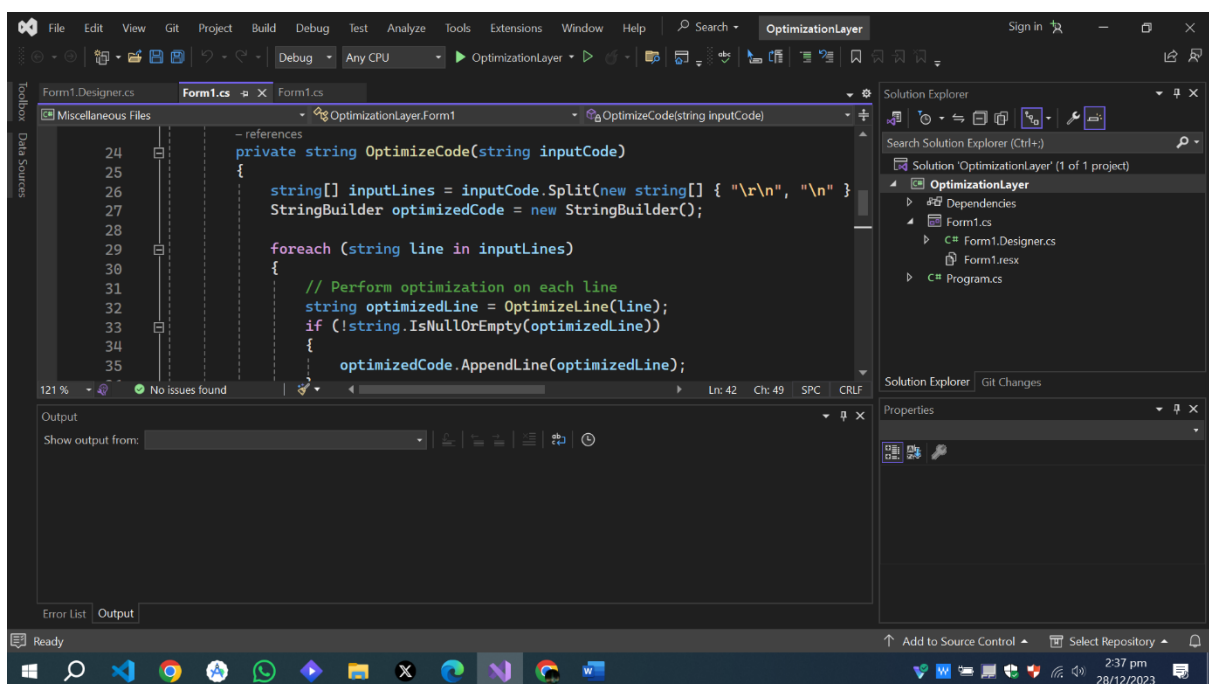 File Edit View Git Project Build Debug Test Analyze Tools Extensions Window Help Search OptimizationLayer Sign in
Debug Any CPU OptimizationLayer
Toolbox
Data Sources
Form1.Designer.cs Form1.cs Form1.cs
Miscellaneous Files OptimizationLayer.Form1 OptimizeCode(string inputCode)
– references
24 private string OptimizeCode(string inputCode)
25 {
26 string[] inputLines = inputCode.Split(new string[] { "\r\n", "\n" }
27 StringBuilder optimizedCode = new StringBuilder();
28
29 foreach (string line in inputLines)
30 {
31 // Perform optimization on each line
32 string optimizedLine = OptimizeLine(line);
33 if (!string.IsNullOrEmpty(optimizedLine))
34 {
35 optimizedCode.AppendLine(optimizedLine);
121 % No issues found Ln: 42 Ch: 49 SPC CRLF
Output
Show output from:
Error List Output
Solution Explorer
Search Solution Explorer (Ctrl+;)
Solution 'OptimizationLayer' (1 of 1 project)
OptimizationLayer
Dependencies
Form1.cs
C# Form1.Designer.cs
Form1.resx
C# Program.cs
Solution Explorer Git Changes
Properties
Ready Add to Source Control Select Repository
2:37 pm
28/12/2023